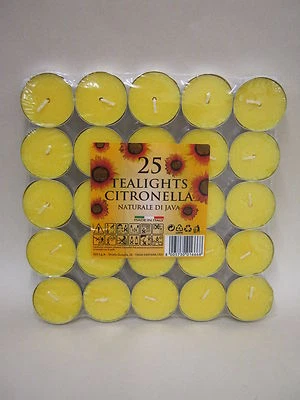 25
TEALIGHTS
CITRONELLA
NATURALE DI JAVA
MADE IN ITALY